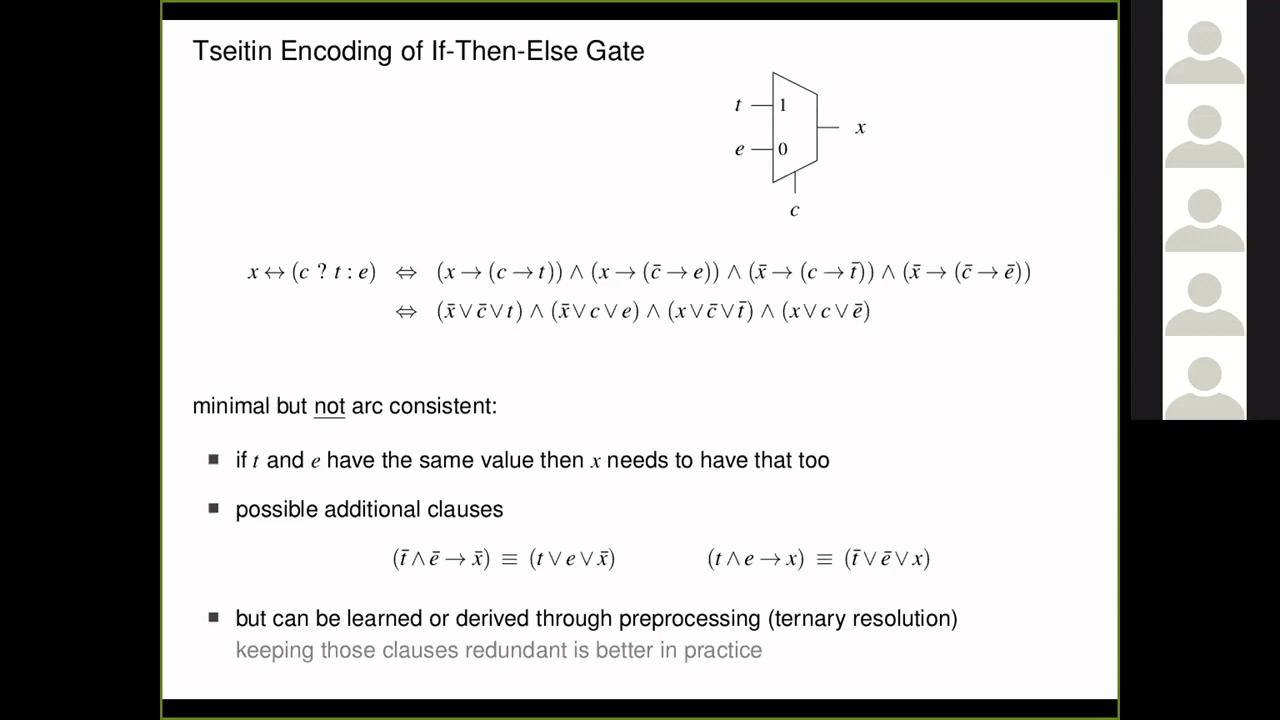 Tseitin Encoding of If-Then-Else Gate
t 1
x
e 0
c
x ↔ (c ? t : e) ⇔ (x → (c → t)) ∧ (x → (c̄ → e)) ∧ (x̄ → (c → t̄)) ∧ (x̄ → (c̄ → ē))
⇔ (x̄ ∨ c̄ ∨ t) ∧ (x̄ ∨ c ∨ e) ∧ (x ∨ c̄ ∨ t̄) ∧ (x ∨ c ∨ ē)
minimal but not arc consistent:
■ if t and e have the same value then x needs to have that too
■ possible additional clauses
(t̄ ∧ ē → x̄) ≡ (t ∨ e ∨ x̄) (t ∧ e → x) ≡ (t̄ ∨ ē ∨ x)
■ but can be learned or derived through preprocessing (ternary resolution)
keeping those clauses redundant is better in practice